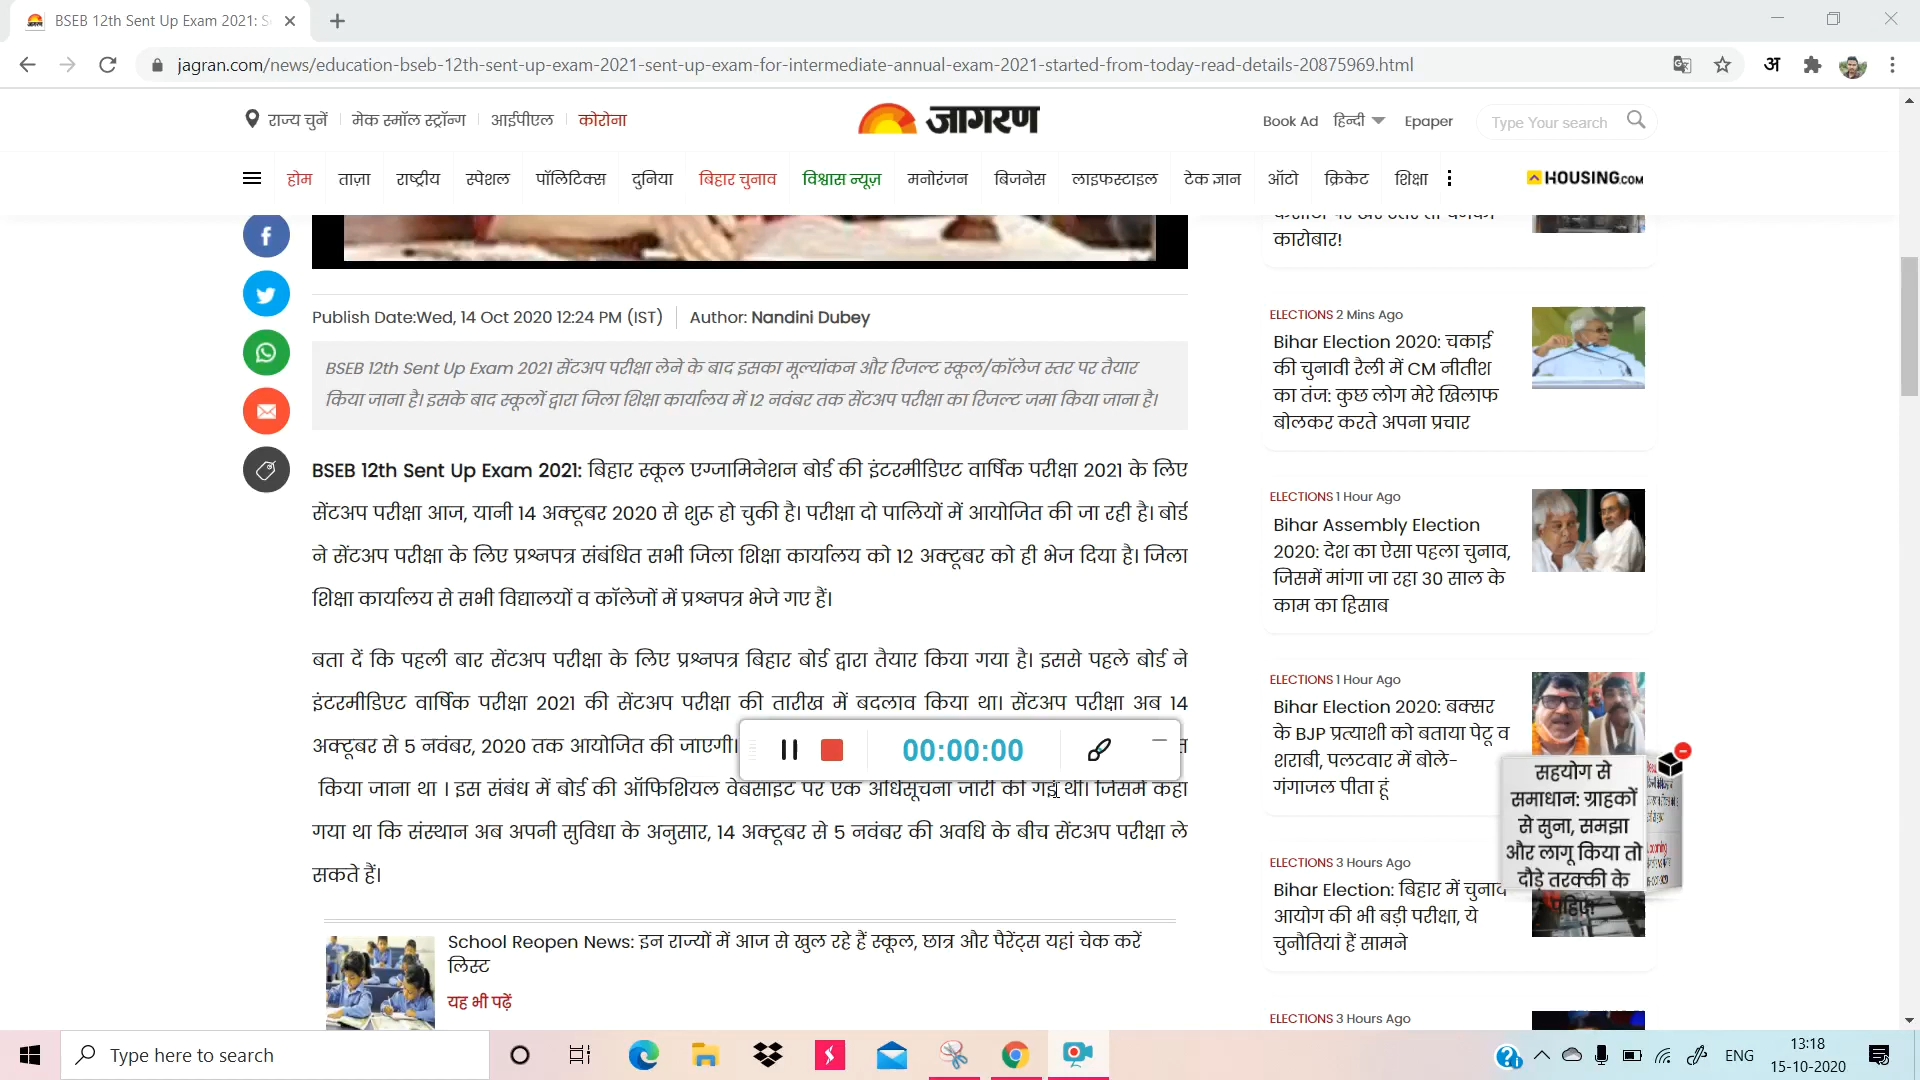 BSEB 12th Sent Up Exam 2021: S
jagran.com/news/education-bseb-12th-sent-up-exam-2021-sent-up-exam-for-intermediate-annual-exam-2021-started-from-today-read-details-20875969.html
अ
राज्य चुनें
मेक स्मॉल स्ट्रॉन्ग
आईपीएल
कोरोना
जागरण
Book Ad
हिन्दी
Epaper
Type Your search
होम
ताज़ा
राष्ट्रीय
स्पेशल
पॉलिटिक्स
दुनिया
बिहार चुनाव
विश्वास न्यूज़
मनोरंजन
बिजनेस
लाइफस्टाइल
टेक ज्ञान
ऑटो
क्रिकेट
शिक्षा
HOUSING.COM
Publish Date:Wed, 14 Oct 2020 12:24 PM (IST)
Author: Nandini Dubey
BSEB 12th Sent Up Exam 2021 सेंटअप परीक्षा लेने के बाद इसका मूल्यांकन और रिजल्ट स्कूल/कॉलेज स्तर पर तैयार
किया जाना है। इसके बाद स्कूलों द्वारा जिला शिक्षा कार्यालय में 12 नवंबर तक सेंटअप परीक्षा का रिजल्ट जमा किया जाना है।
BSEB 12th Sent Up Exam 2021: बिहार स्कूल एग्जामिनेशन बोर्ड की इंटरमीडिएट वार्षिक परीक्षा 2021 के लिए
सेंटअप परीक्षा आज, यानी 14 अक्टूबर 2020 से शुरू हो चुकी है। परीक्षा दो पालियों में आयोजित की जा रही है। बोर्ड
ने सेंटअप परीक्षा के लिए प्रश्नपत्र संबंधित सभी जिला शिक्षा कार्यालय को 12 अक्टूबर को ही भेज दिया है। जिला
शिक्षा कार्यालय से सभी विद्यालयों व कॉलेजों में प्रश्नपत्र भेजे गए हैं।
बता दें कि पहली बार सेंटअप परीक्षा के लिए प्रश्नपत्र बिहार बोर्ड द्वारा तैयार किया गया है। इससे पहले बोर्ड ने
इंटरमीडिएट वार्षिक परीक्षा 2021 की सेंटअप परीक्षा की तारीख में बदलाव किया था। सेंटअप परीक्षा अब 14
अक्टूबर से 5 नवंबर, 2020 तक आयोजित की जाएगी।
00:00:00
किया जाना था । इस संबंध में बोर्ड की ऑफिशियल वेबसाइट पर एक अधिसूचना जारी की गई थी। जिसमें कहा
गया था कि संस्थान अब अपनी सुविधा के अनुसार, 14 अक्टूबर से 5 नवंबर की अवधि के बीच सेंटअप परीक्षा ले
सकते हैं।
School Reopen News: इन राज्यों में आज से खुल रहे हैं स्कूल, छात्र और पैरेंट्स यहां चेक करें
लिस्ट
यह भी पढ़ें
कारोबार!
ELECTIONS 2 Mins Ago
Bihar Election 2020: चकाई
की चुनावी रैली में CM नीतीश
का तंज: कुछ लोग मेरे खिलाफ
बोलकर करते अपना प्रचार
ELECTIONS 1 Hour Ago
Bihar Assembly Election
2020: देश का ऐसा पहला चुनाव,
जिसमें मांगा जा रहा 30 साल के
काम का हिसाब
ELECTIONS 1 Hour Ago
Bihar Election 2020: बक्सर
के BJP प्रत्याशी को बताया पेटू व
शराबी, पलटवार में बोले-
गंगाजल पीता हूं
सहयोग से
समाधान: ग्राहकों
से सुना, समझा
और लागू किया तो
दौड़े तरक्की के
पहिए!
ELECTIONS 3 Hours Ago
Bihar Election: बिहार में चुनाव
आयोग की भी बड़ी परीक्षा, ये
चुनौतियां हैं सामने
ELECTIONS 3 Hours Ago
Type here to search
ENG
13:18
15-10-2020